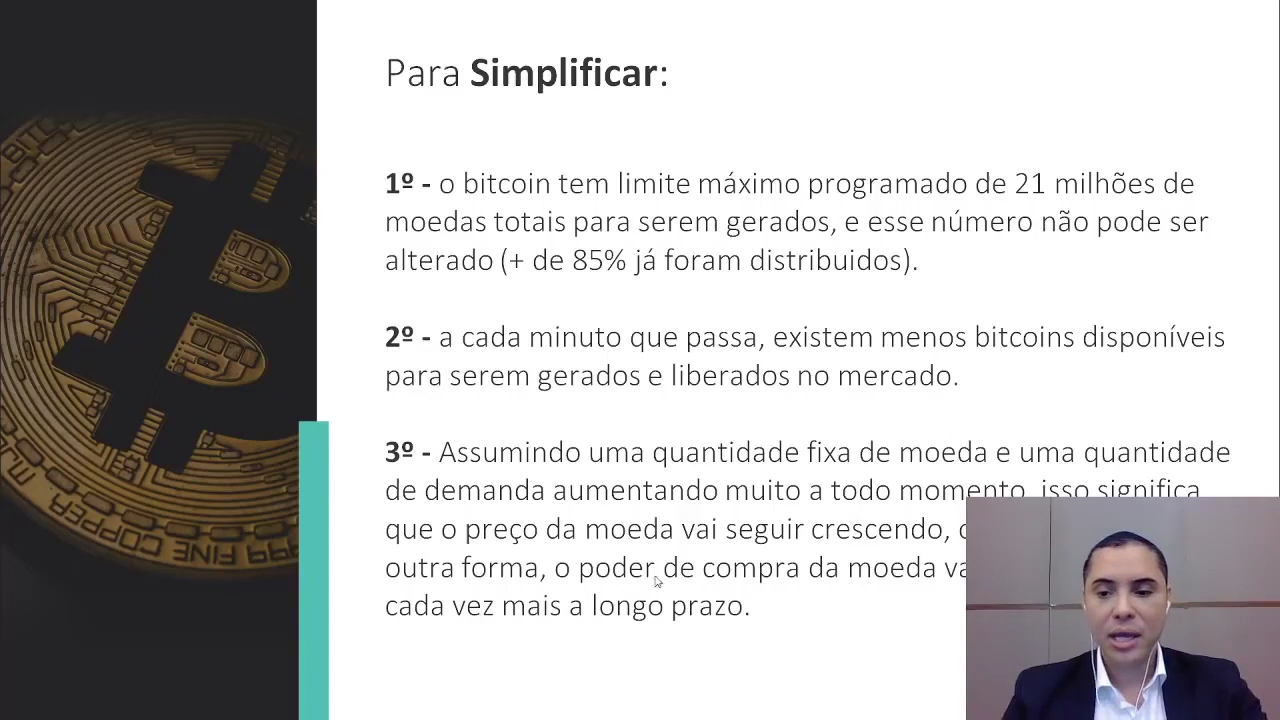 Para Simplificar:
1º - o bitcoin tem limite máximo programado de 21 milhões de
moedas totais para serem gerados, e esse número não pode ser
alterado (+ de 85% já foram distribuidos).
2º - a cada minuto que passa, existem menos bitcoins disponíveis
para serem gerados e liberados no mercado.
3º - Assumindo uma quantidade fixa de moeda e uma quantidade
de demanda aumentando muito a todo momento, isso significa
que o preço da moeda vai seguir crescendo,
outra forma, o poder de compra da moeda
cada vez mais a longo prazo.
999 FINE COPPER